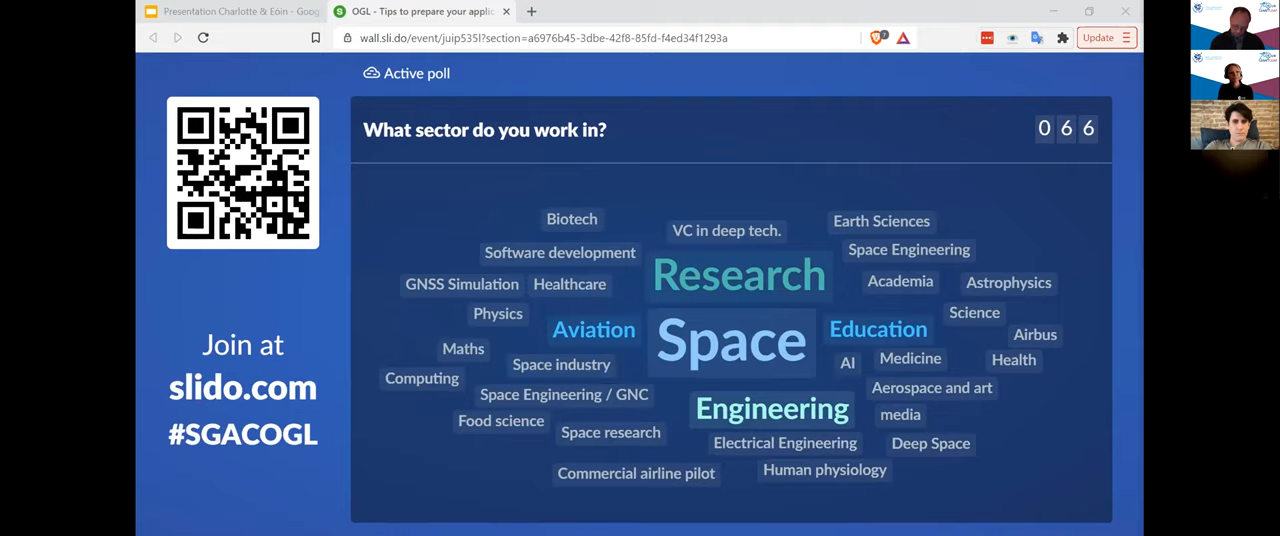 Presentation Charlotte & Eóin - Goog
OGL - Tips to prepare your applic
wall.sli.do/event/juip535l?section=a6976b45-3dbe-42f8-85fd-f4ed34f1293a
7
Update
Active poll
What sector do you work in?
066
Biotech
VC in deep tech.
Earth Sciences
Software development
Space Engineering
Research
GNSS Simulation
Healthcare
Academia
Astrophysics
Physics
Science
Aviation
Space
Education
Airbus
Maths
Space industry
AI
Medicine
Health
Computing
Space Engineering / GNC
Aerospace and art
Engineering
media
Food science
Space research
Electrical Engineering
Deep Space
Commercial airline pilot
Human physiology
Join at
slido.com
#SGACOGL